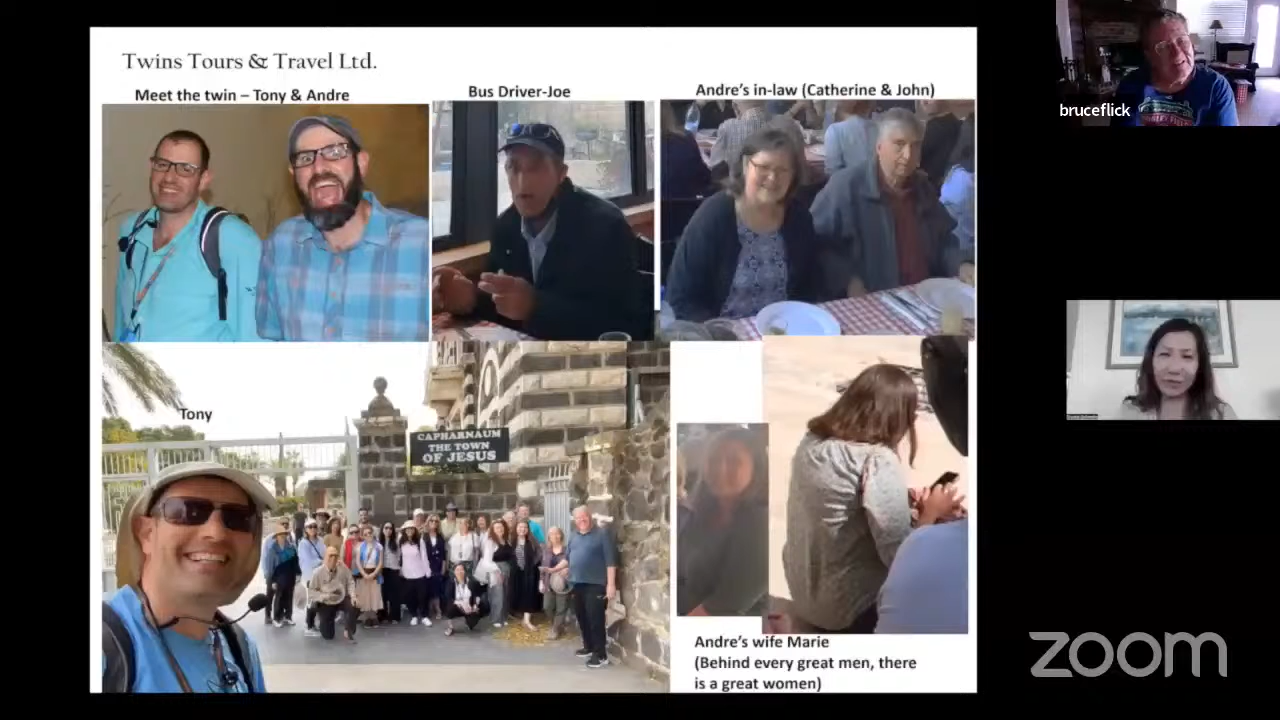 Twins Tours & Travel Ltd.
Meet the twin – Tony & Andre
Bus Driver-Joe
Andre's in-law (Catherine & John)
Tony
CAPHARNAUM
THE TOWN
OF JESUS
Andre's wife Marie
(Behind every great men, there
is a great women)
bruceflick
zoom